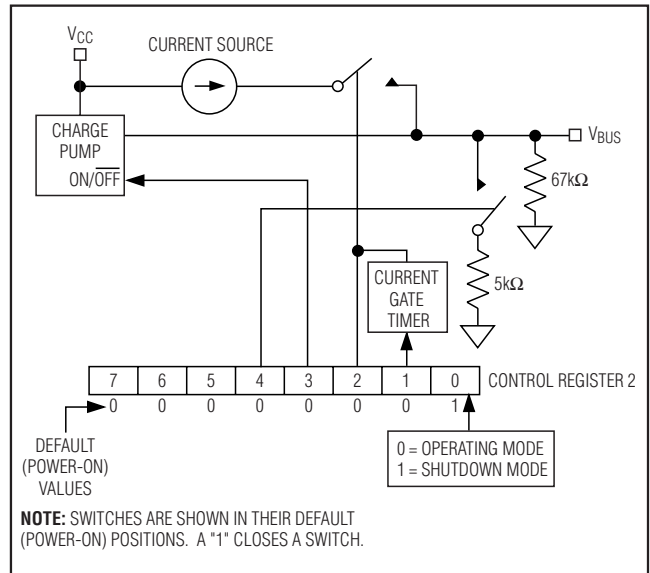 VCC
CURRENT SOURCE
CHARGE
PUMP
ON/OFF
VBUS
67kΩ
5kΩ
CURRENT
GATE
TIMER
7 6 5 4 3 2 1 0 CONTROL REGISTER 2
0 0 0 0 0 0 0 1
DEFAULT
(POWER-ON)
VALUES
0 = OPERATING MODE
1 = SHUTDOWN MODE
NOTE: SWITCHES ARE SHOWN IN THEIR DEFAULT
(POWER-ON) POSITIONS. A "1" CLOSES A SWITCH.